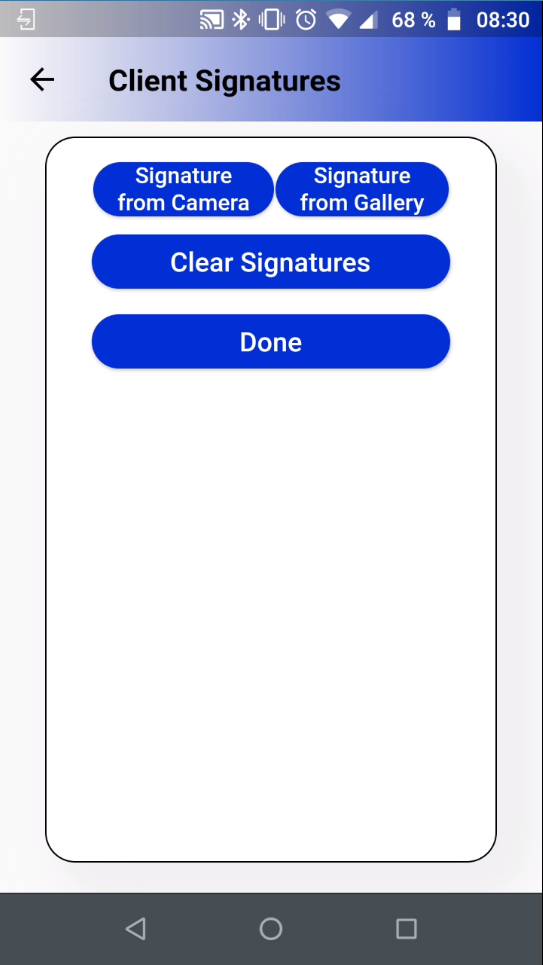 68 % 08:30
Client Signatures
Signature
from Camera
Signature
from Gallery
Clear Signatures
Done